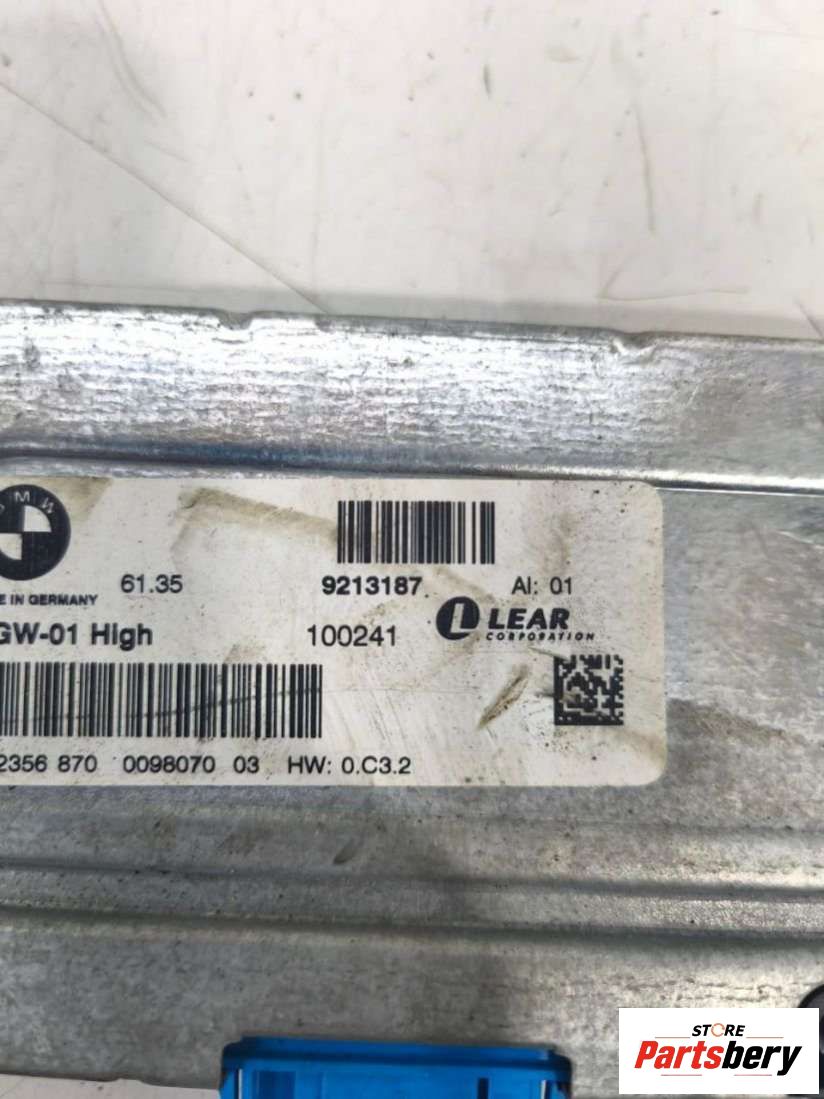 BMW
61.35
9213187
AI: 01
E IN GERMANY
GW-01 High
100241
LEAR
CORPORATION
2356 870 0098070 03 HW: 0.C3.2
STORE
Partsbery